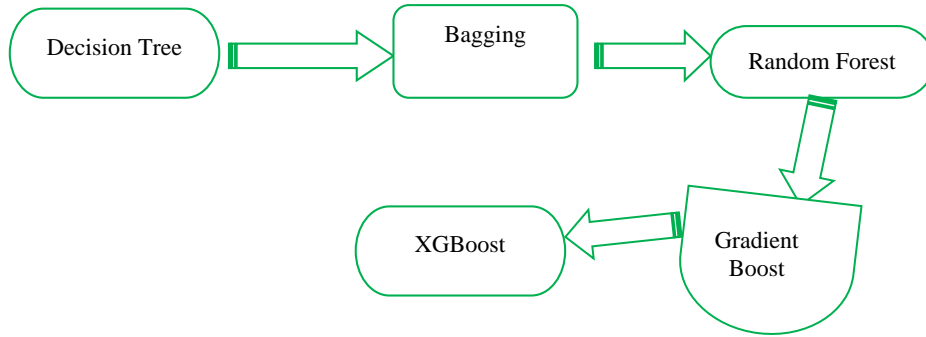 Decision Tree
Bagging
Random Forest
Gradient
Boost
XGBoost